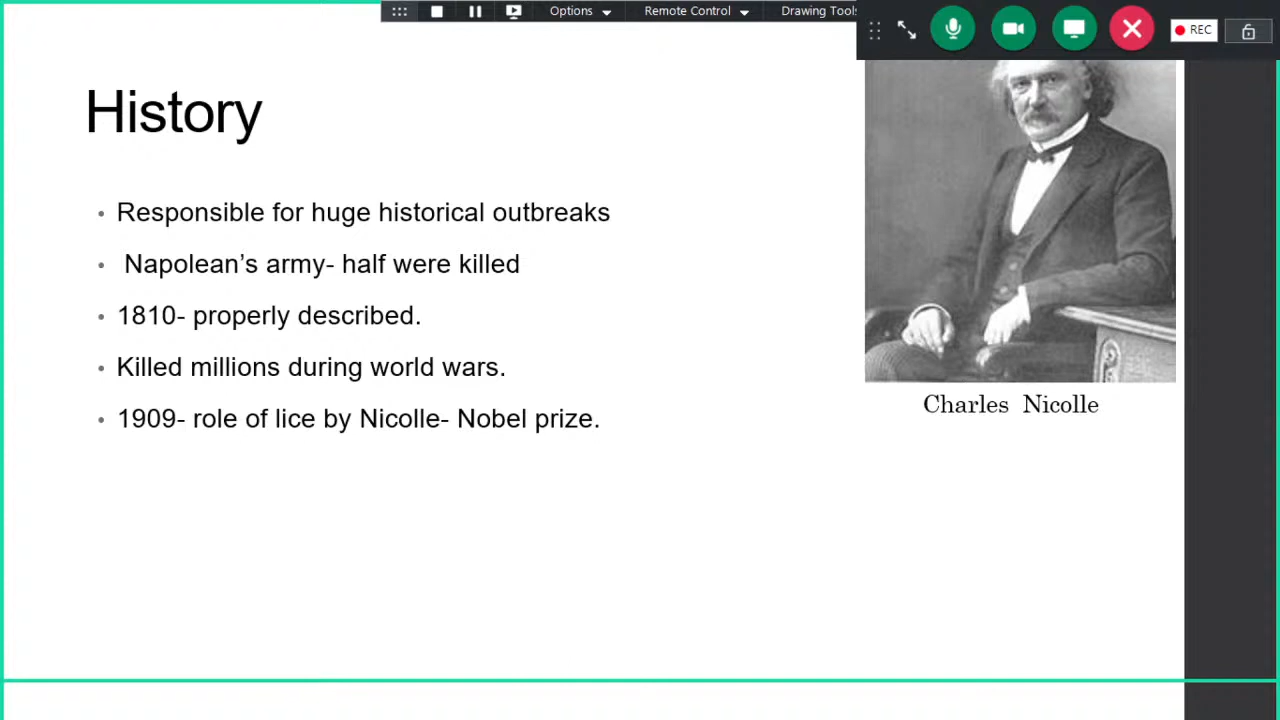 Options
Remote Control
Drawing Tools
REC
History
Responsible for huge historical outbreaks
Napolean’s army- half were killed
1810- properly described.
Killed millions during world wars.
1909- role of lice by Nicolle- Nobel prize.
Charles Nicolle